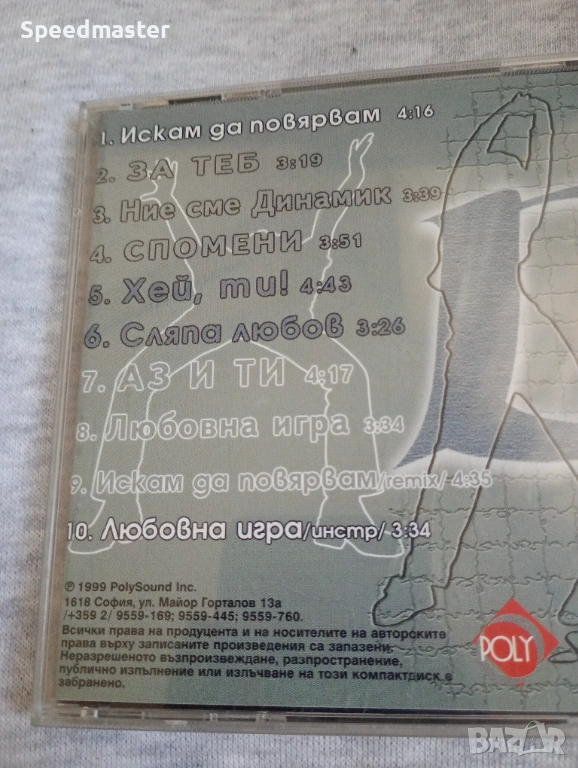 Speedmaster
1. Искам да повярвам 4:16
2. ЗА ТЕБ 3:19
3. Ние сме Динамик 3:39
4. СПОМЕНИ 3:51
5. Хей, ти! 4:43
6. Сляпа любов 3:26
7. АЗ И ТИ 4:17
8. Любовна игра 3:34
9. Искам да повярвам/remix/ 4:35
10. Любовна игра/инстр/ 3:34
℗ 1999 PolySound Inc.
1618 София, ул. Майор Горталов 13а
/+359 2/ 9559-169; 9559-445; 9559-760.
Всички права на продуцента и на носителите на авторските
права върху записаните произведения са запазени.
Неразрешеното възпроизвеждане, разпространение,
публично изпълнение или излъчване на този компактдиск е
забранено.
POLY
BAZAR
bazar.bg